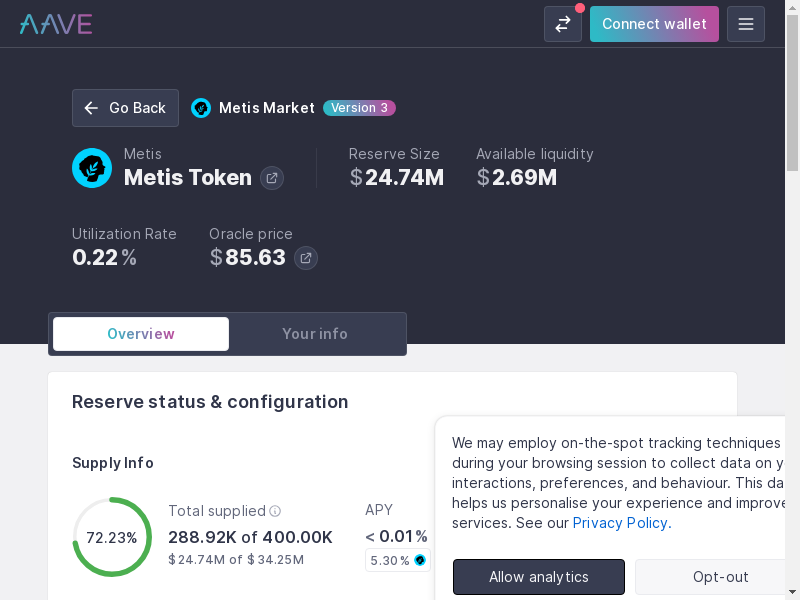 AAVE
Connect wallet
Go Back
Metis Market
Version 3
Metis
Metis Token
Reserve Size
$24.74M
Available liquidity
$2.69M
Utilization Rate
0.22%
Oracle price
$85.63
Overview
Your info
Reserve status & configuration
Supply Info
72.23%
Total supplied
288.92K of 400.00K
$24.74M of $34.25M
APY
< 0.01%
5.30%
We may employ on-the-spot tracking techniques
during your browsing session to collect data on y
interactions, preferences, and behaviour. This da
helps us personalise your experience and improve
services. See our Privacy Policy.
Allow analytics
Opt-out